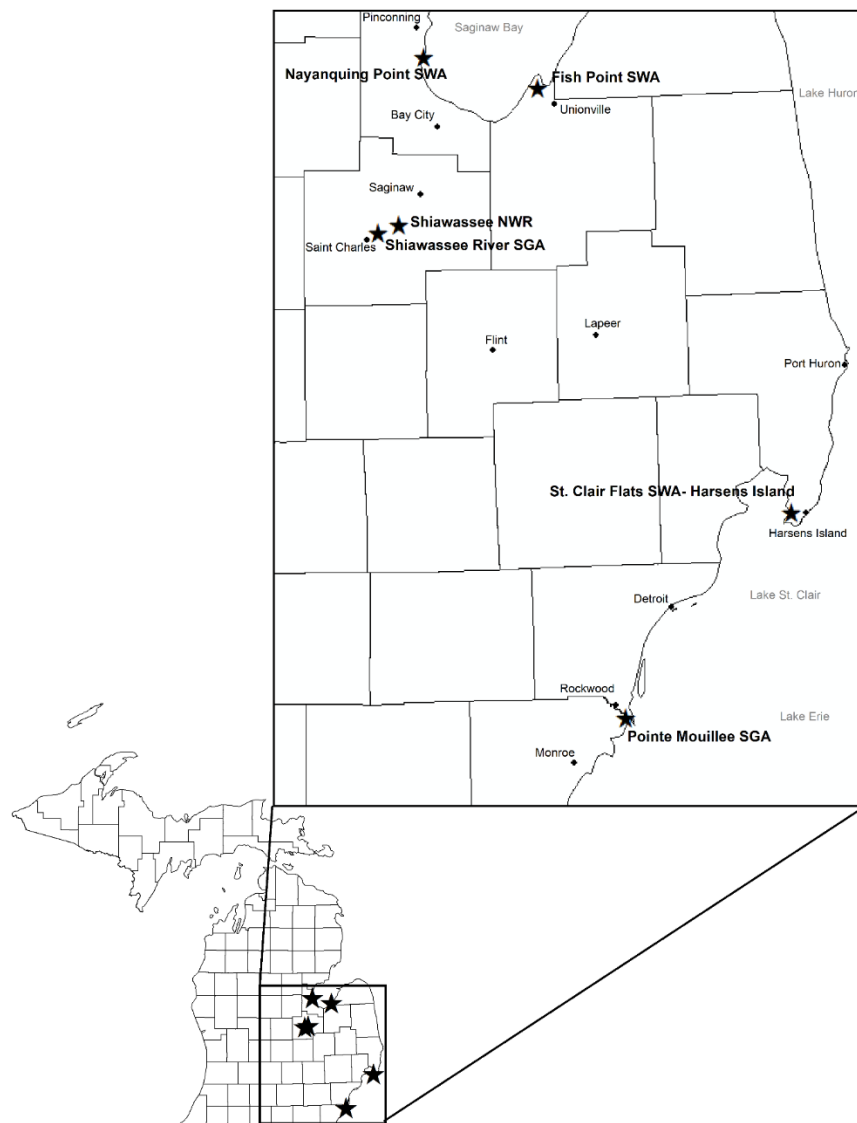 Pinconning
Saginaw Bay
Nayanquing Point SWA
Fish Point SWA
Lake Huron
Unionville
Bay City
Saginaw
Shiawassee NWR
Saint Charles
Shiawassee River SGA
Lapeer
Flint
Port Huron
St. Clair Flats SWA- Harsens Island
Harsens Island
Detroit
Lake St. Clair
Rockwood
Lake Erie
Pointe Mouillee SGA
Monroe